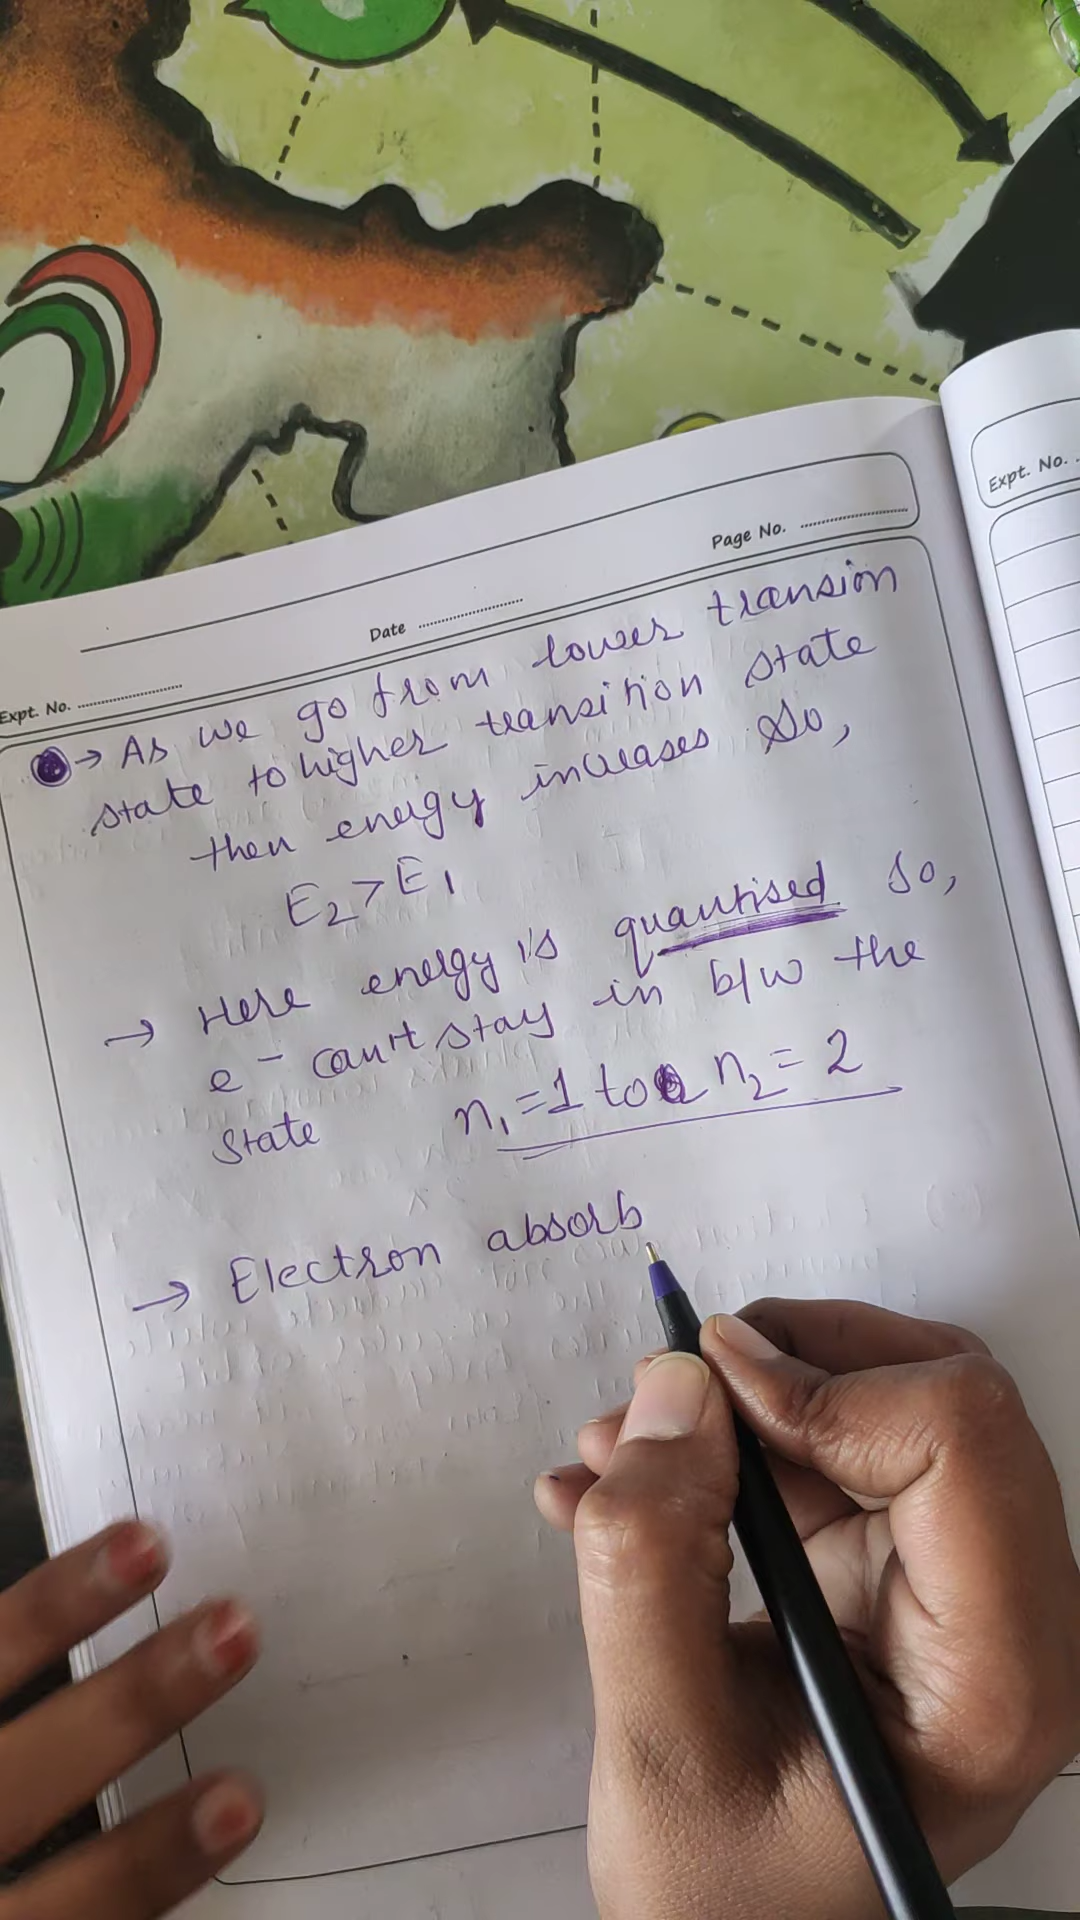 Expt. No.
Page No.
Date
Expt. No.
→ As we go from lower transion
state to higher transition state
then energy increases So,
E2 > E1
→ Here energy is quantised so,
e- can't stay in b/w the
state n1 = 1 to n2 = 2
→ Electron absorb